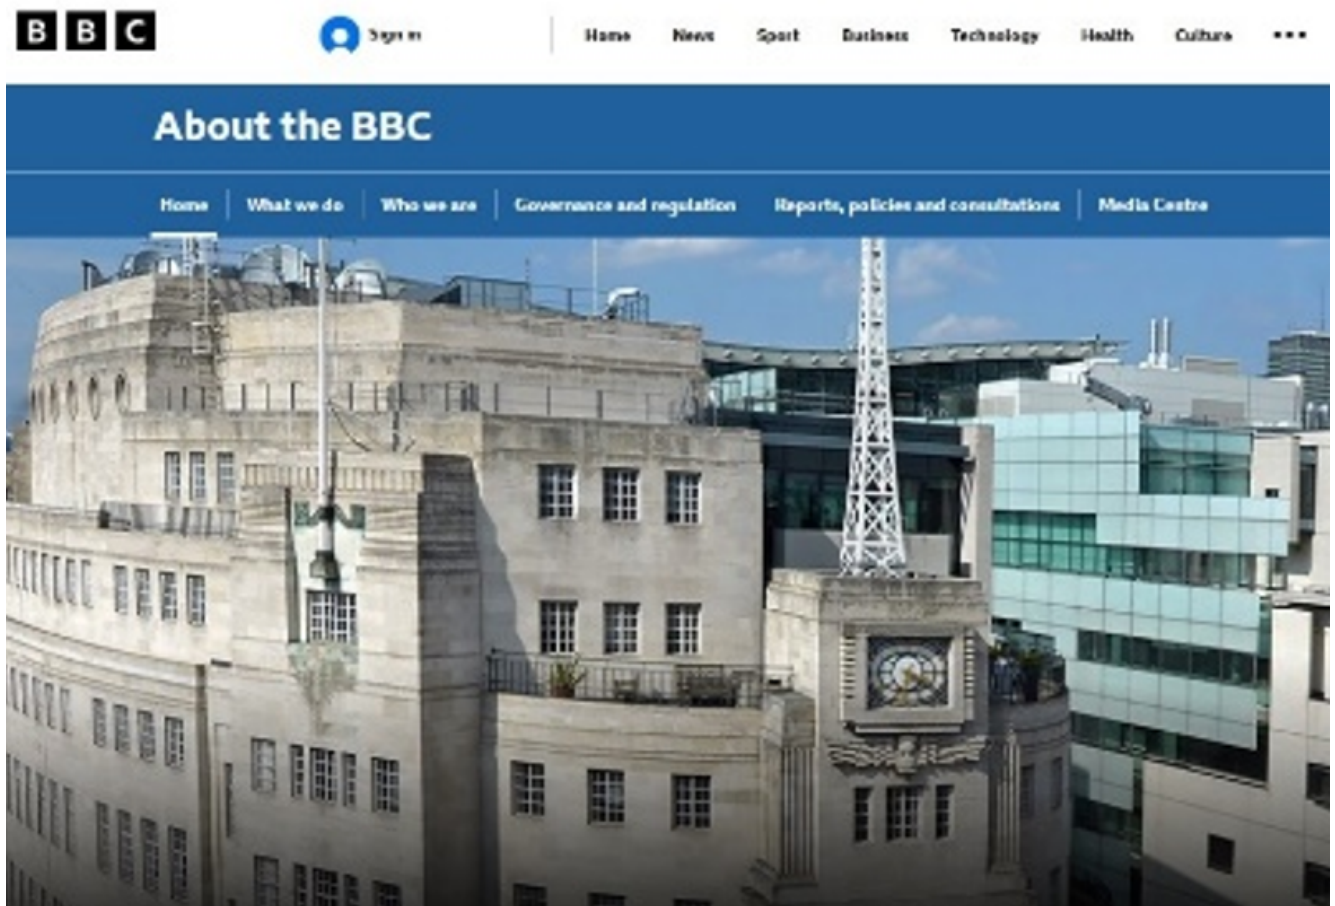 BBC Sign in Home News Sport Business Technology Health Culture
About the BBC
Home What we do Who we are Governance and regulation Reports, policies and consultations Media Centre